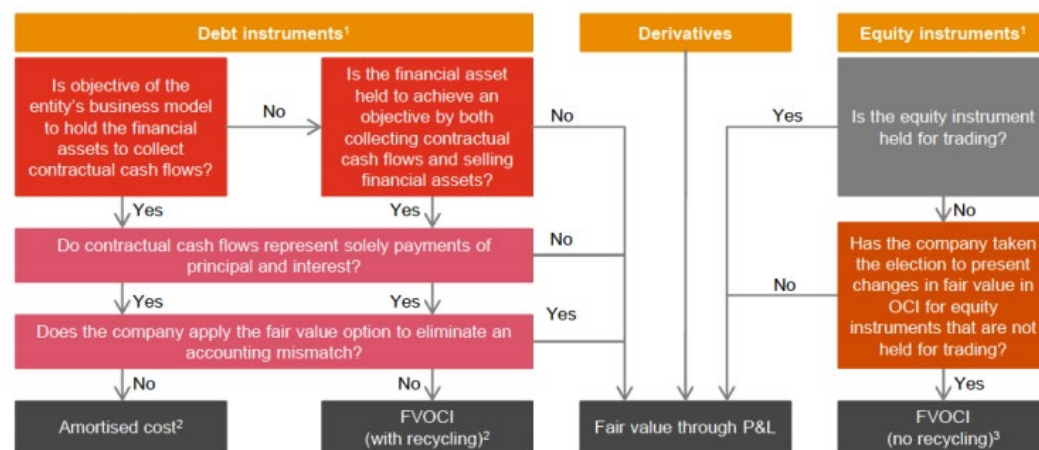 Debt instruments¹
Derivatives
Equity instruments¹
Is objective of the
entity's business model
to hold the financial
assets to collect
contractual cash flows?
No
Is the financial asset
held to achieve an
objective by both
collecting contractual
cash flows and selling
financial assets?
No
Yes
Is the equity instrument
held for trading?
Yes
Yes
No
Do contractual cash flows represent solely payments of
principal and interest?
No
Has the company taken
the election to present
changes in fair value in
OCI for equity
instruments that are not
held for trading?
No
Yes
Yes
Does the company apply the fair value option to eliminate an
accounting mismatch?
Yes
No
No
Yes
Amortised cost²
FVOCI
(with recycling)²
Fair value through P&L
FVOCI
(no recycling)³